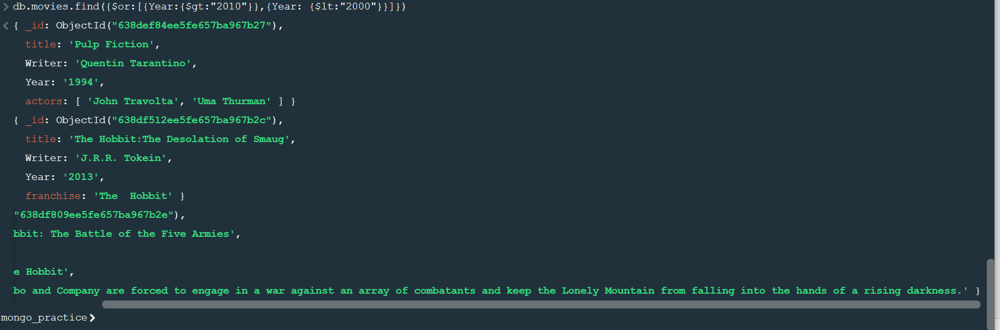 db.movies.find({$or:[{Year:{$gt:"2010"}},{Year: {$lt:"2000"}}]})
{ _id: ObjectId("638def84ee5fe657ba967b27"),
title: 'Pulp Fiction',
Writer: 'Quentin Tarantino',
Year: '1994',
actors: [ 'John Travolta', 'Uma Thurman' ] }
{ _id: ObjectId("638df512ee5fe657ba967b2c"),
title: 'The Hobbit:The Desolation of Smaug',
Writer: 'J.R.R. Tokein',
Year: '2013',
franchise: 'The  Hobbit' }
"638df809ee5fe657ba967b2e"),
bbit: The Battle of the Five Armies',
e Hobbit',
bo and Company are forced to engage in a war against an array of combatants and keep the Lonely Mountain from falling into the hands of a rising darkness.' }
mongo_practice>